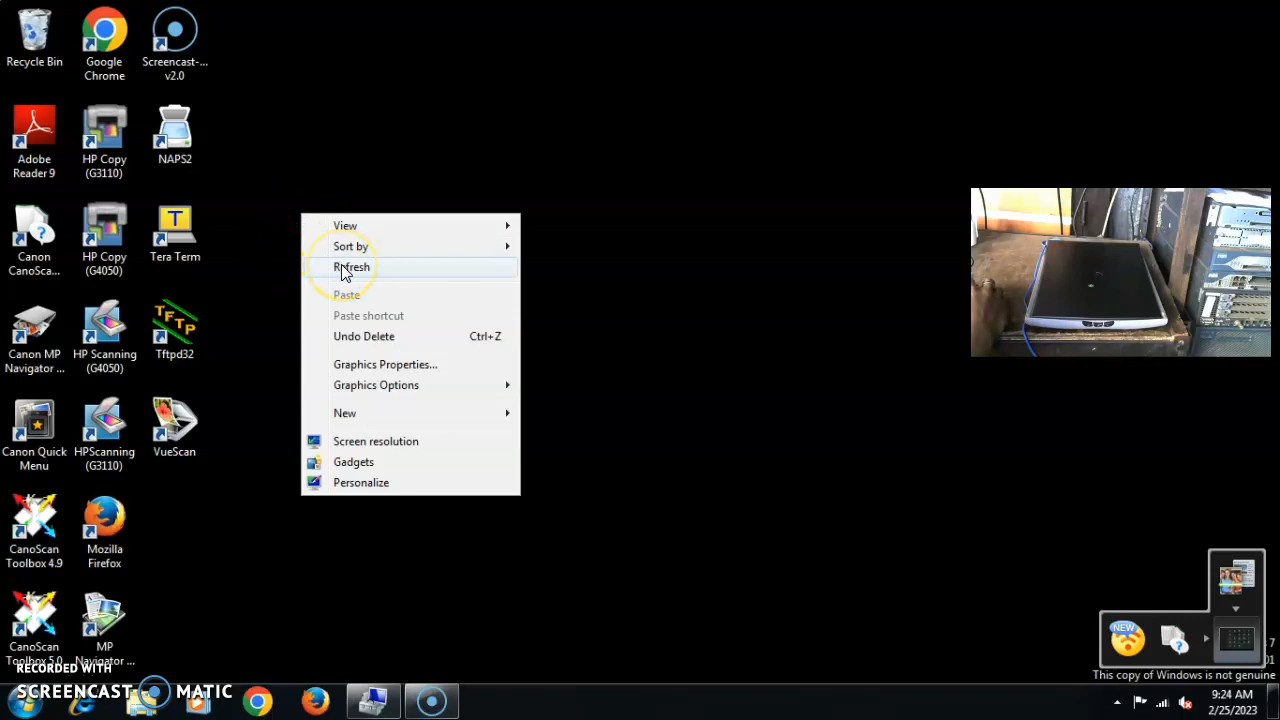 Recycle Bin
Google
Chrome
Screencast-...
v2.0
Adobe
Reader 9
HP Copy
(G3110)
NAPS2
Canon
CanoSca...
HP Copy
(G4050)
T
Tera Term
Canon MP
Navigator ...
HP Scanning
(G4050)
TFTP
Tftpd32
Canon Quick
Menu
HPScanning
(G3110)
VueScan
CanoScan
Toolbox 4.9
Mozilla
Firefox
CanoScan
Toolbox 5.0
MP
Navigator ...
View
Sort by
Refresh
Paste
Paste shortcut
Undo Delete Ctrl+Z
Graphics Properties...
Graphics Options
New
Screen resolution
Gadgets
Personalize
NEW
7
01
This copy of Windows is not genuine
RECORDED WITH
SCREENCAST MATIC
9:24 AM
2/25/2023